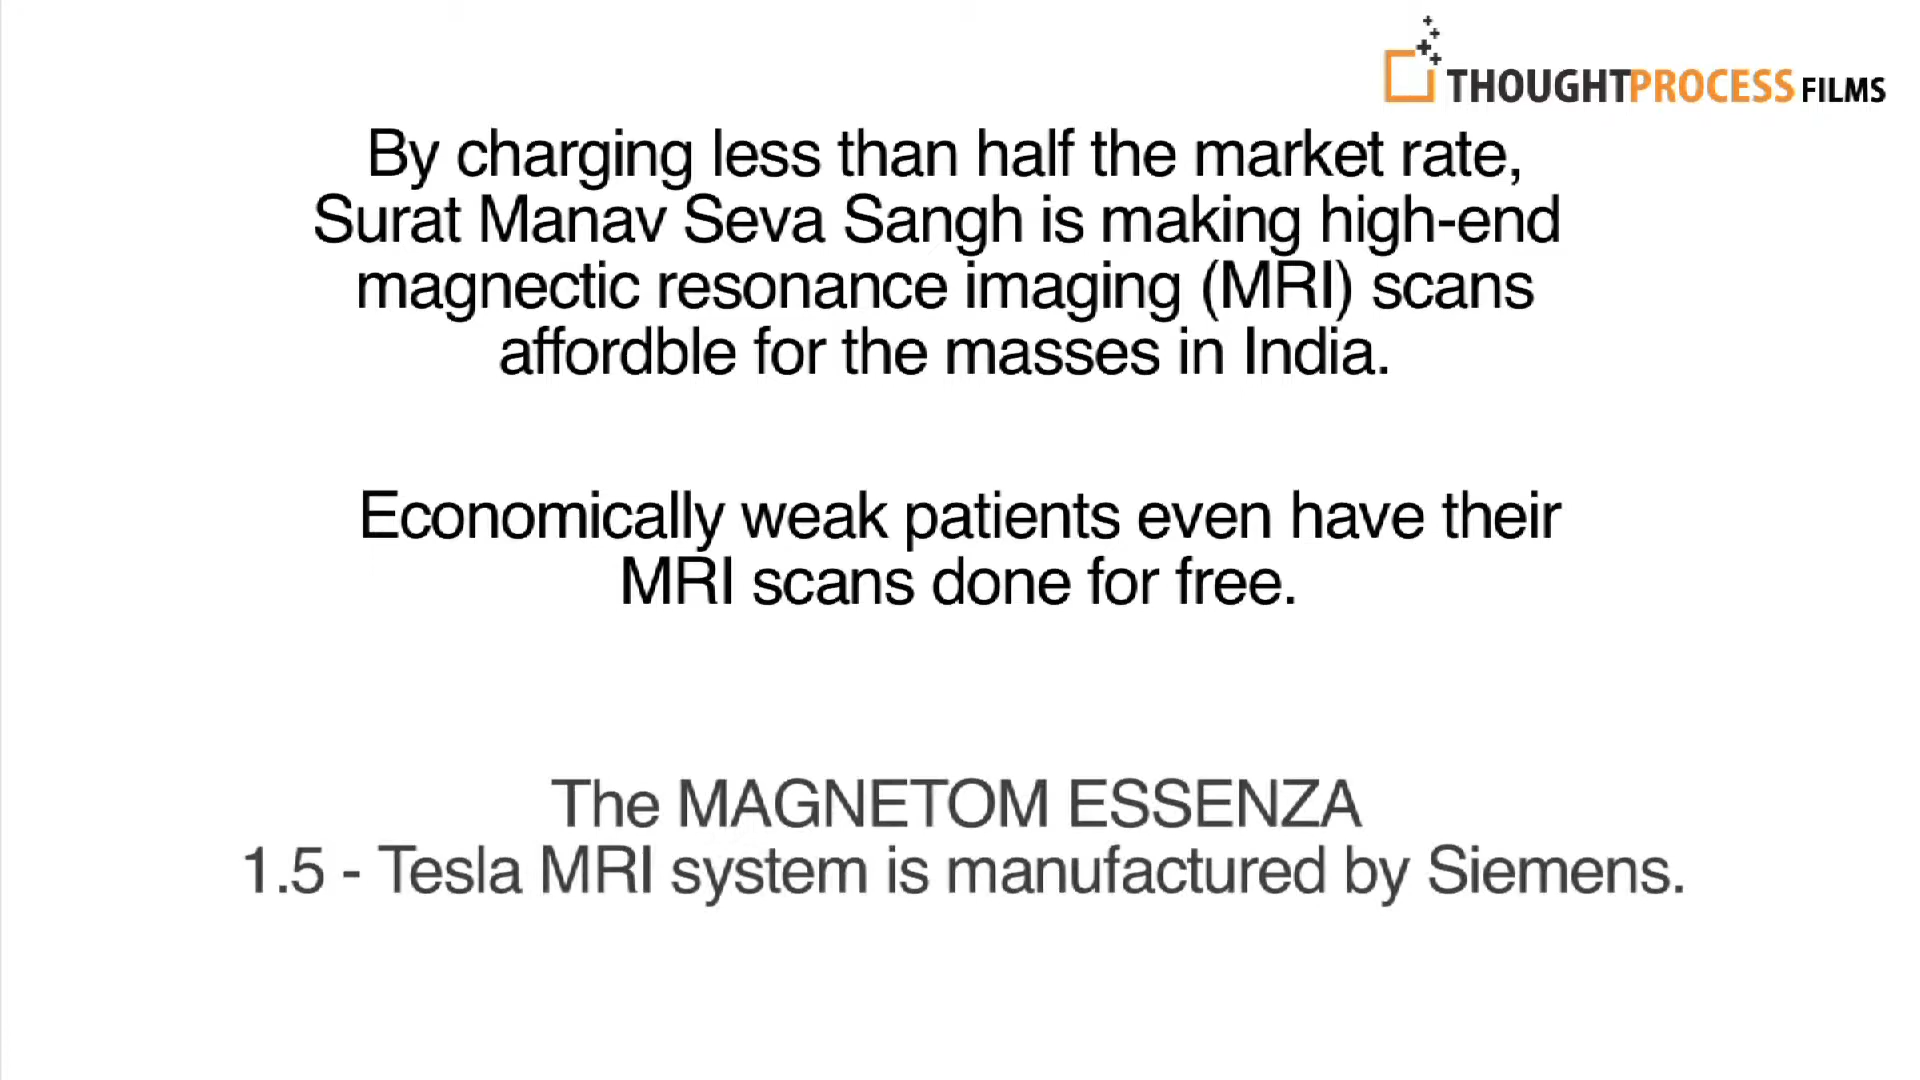 THOUGHTPROCESS FILMS
By charging less than half the market rate,
Surat Manav Seva Sangh is making high-end
magnectic resonance imaging (MRI) scans
affordble for the masses in India.
Economically weak patients even have their
MRI scans done for free.
The MAGNETOM ESSENZA
1.5 - Tesla MRI system is manufactured by Siemens.